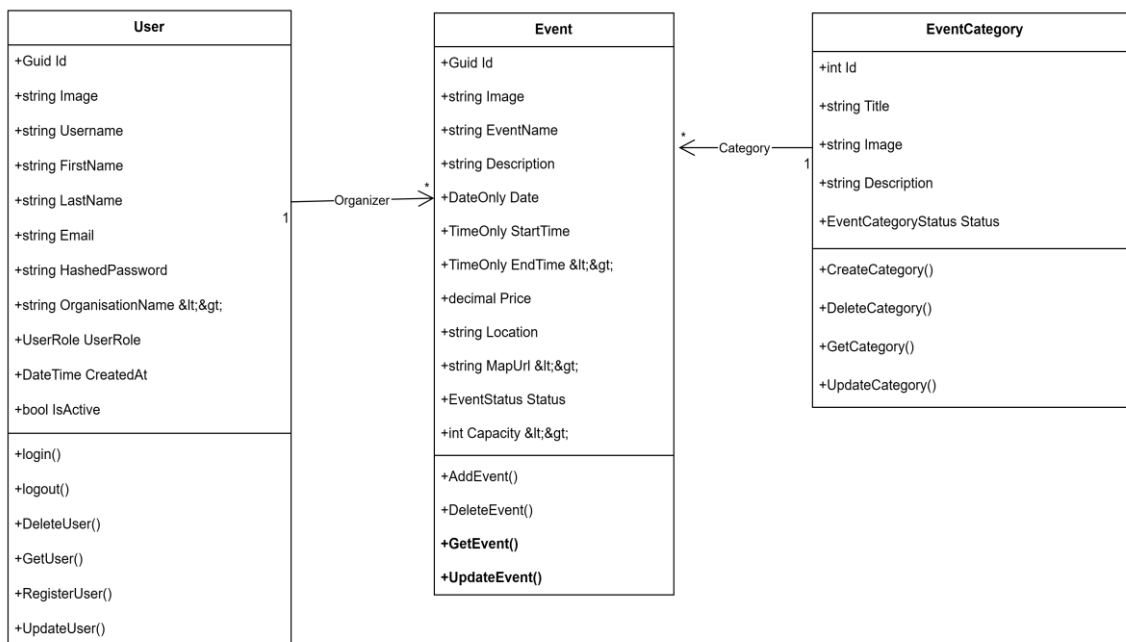 User
+Guid Id
+string Image
+string Username
+string FirstName
+string LastName
+string Email
+string HashedPassword
+string OrganisationName &lt;&gt;
+UserRole UserRole
+DateTime CreatedAt
+bool IsActive
+login()
+logout()
+DeleteUser()
+GetUser()
+RegisterUser()
+UpdateUser()
1
Organizer
*
Event
+Guid Id
+string Image
+string EventName
+string Description
+DateOnly Date
+TimeOnly StartTime
+TimeOnly EndTime &lt;&gt;
+decimal Price
+string Location
+string MapUrl &lt;&gt;
+EventStatus Status
+int Capacity &lt;&gt;
+AddEvent()
+DeleteEvent()
+GetEvent()
+UpdateEvent()
*
Category
1
EventCategory
+int Id
+string Title
+string Image
+string Description
+EventCategoryStatus Status
+CreateCategory()
+DeleteCategory()
+GetCategory()
+UpdateCategory()